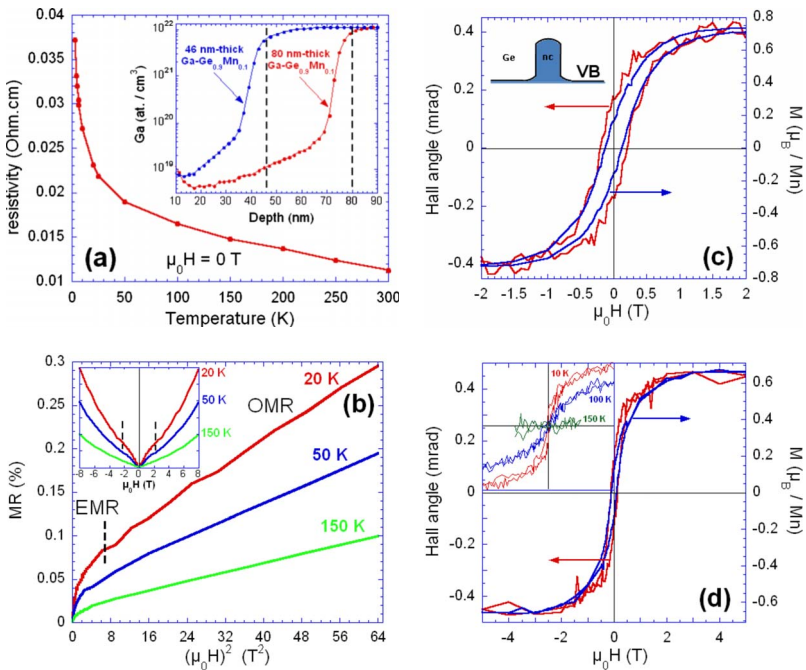 0.04
0.035
0.03
0.025
0.02
0.015
0.01
resistivity (Ohm.cm)
0 50 100 150 200 250 300
Temperature (K)
(a)
μ₀H = 0 T
10²²
10²¹
10²⁰
10¹⁹
Ga (at. / cm³)
46 nm-thick
Ga-Ge₀.₉Mn₀.₁
80 nm-thick
Ga-Ge₀.₉Mn₀.₁
10 20 30 40 50 60 70 80 90
Depth (nm)
0.4
0.2
0
-0.2
-0.4
Hall angle (mrad)
Ge
nc
VB
0.8
0.6
0.4
0.2
0
-0.2
-0.4
-0.6
-0.8
M (μB / Mn)
(c)
-2 -1.5 -1 -0.5 0 0.5 1 1.5 2
μ₀H (T)
0.3
0.25
0.2
0.15
0.1
0.05
0
MR (%)
20 K
50 K
150 K
-8 -4 0 4 8
μ₀H (T)
(b)
OMR
EMR
20 K
50 K
150 K
0 8 16 24 32 40 48 56 64
(μ₀H)² (T²)
0.4
0.2
0
-0.2
-0.4
Hall angle (mrad)
10 K
100 K
150 K
0.6
0.4
0.2
0
-0.2
-0.4
-0.6
M (μB / Mn)
(d)
-4 -2 0 2 4
μ₀H (T)